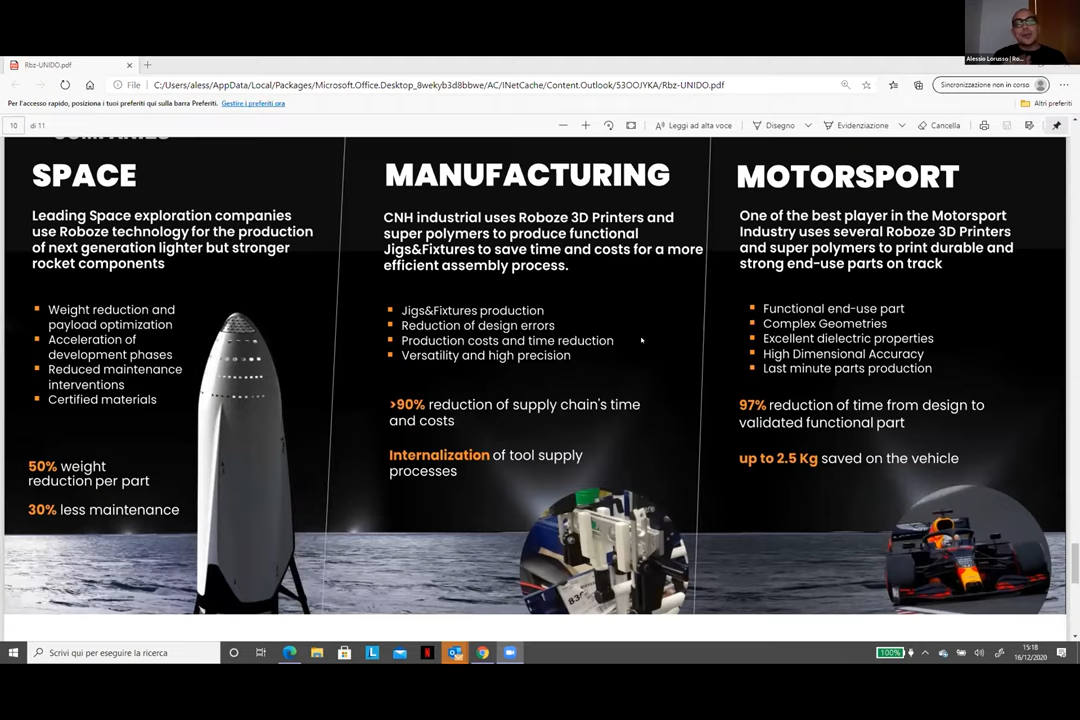 Alessio Lorusso | Ro...
Rbz-UNIDO.pdf
File
C:/Users/aless/AppData/Local/Packages/Microsoft.Office.Desktop_8wekyb3d8bbwe/AC/INetCache/Content.Outlook/53OOJYKA/Rbz-UNIDO.pdf
Sincronizzazione non in corso
Per l'accesso rapido, posiziona i tuoi preferiti qui sulla barra Preferiti. Gestire i preferiti ora
Altri preferiti
10 di 11
Leggi ad alta voce
Disegno
Evidenziazione
Cancella
COMPANIES
SPACE
Leading Space exploration companies
use Roboze technology for the production
of next generation lighter but stronger
rocket components
Weight reduction and
payload optimization
Acceleration of
development phases
Reduced maintenance
interventions
Certified materials
50% weight
reduction per part
30% less maintenance
MANUFACTURING
CNH industrial uses Roboze 3D Printers and
super polymers to produce functional
Jigs&Fixtures to save time and costs for a more
efficient assembly process.
Jigs&Fixtures production
Reduction of design errors
Production costs and time reduction
Versatility and high precision
>90% reduction of supply chain's time
and costs
Internalization of tool supply
processes
MOTORSPORT
One of the best player in the Motorsport
Industry uses several Roboze 3D Printers
and super polymers to print durable and
strong end-use parts on track
Functional end-use part
Complex Geometries
Excellent dielectric properties
High Dimensional Accuracy
Last minute parts production
97% reduction of time from design to
validated functional part
up to 2.5 Kg saved on the vehicle
Scrivi qui per eseguire la ricerca
100%
15:18
16/12/2020